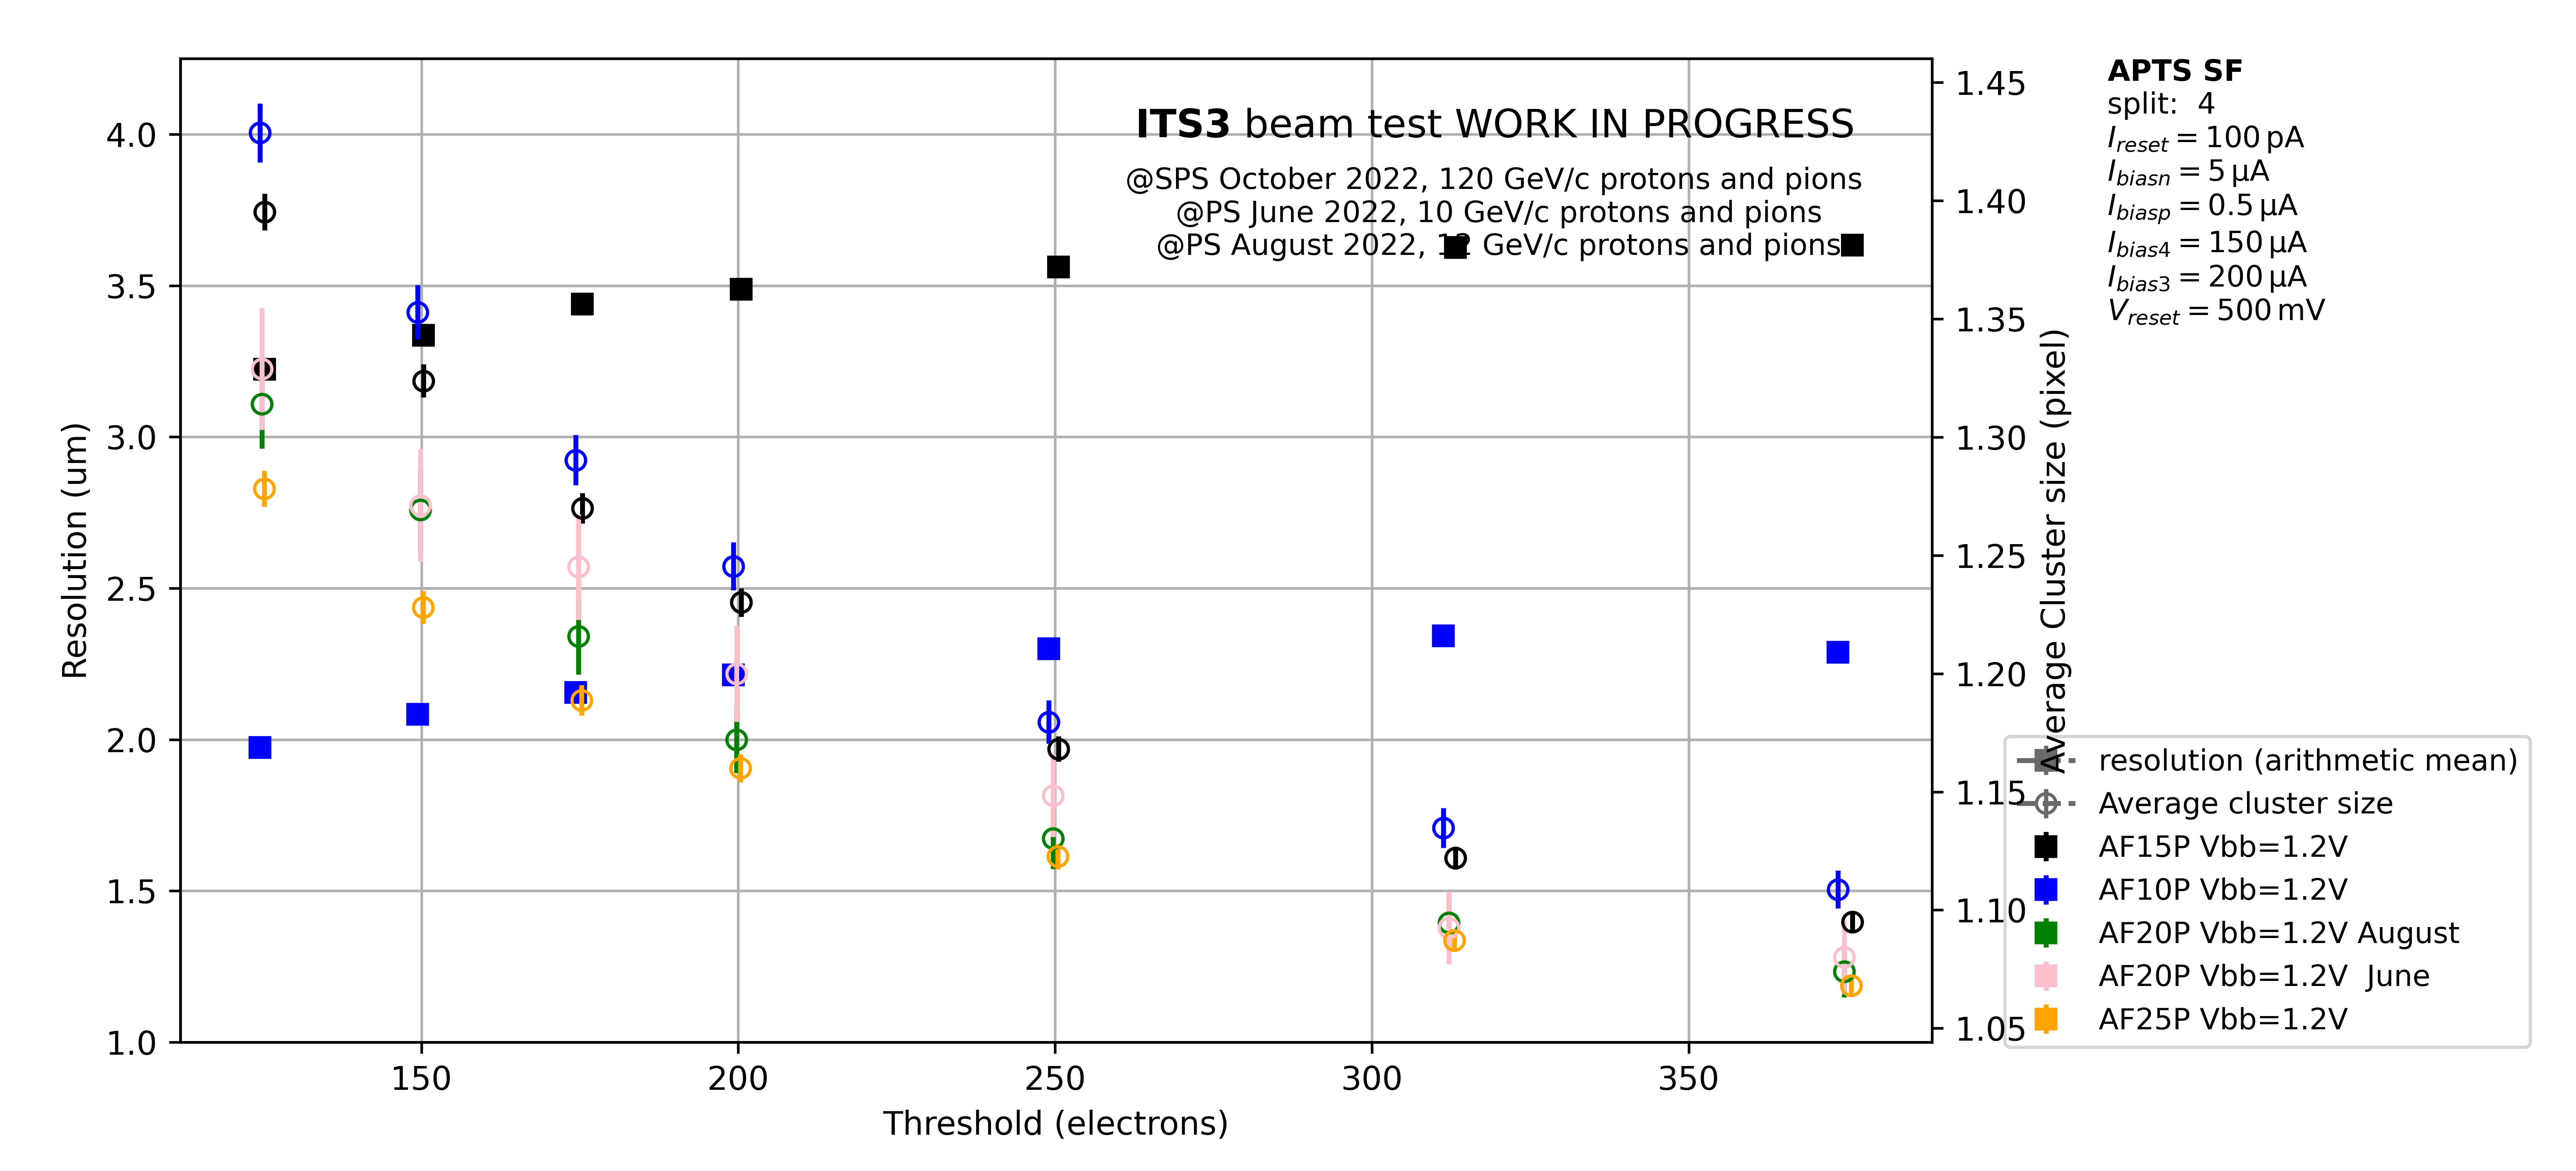 ITS3 beam test WORK IN PROGRESS
@SPS October 2022, 120 GeV/c protons and pions
@PS June 2022, 10 GeV/c protons and pions
@PS August 2022, GeV/c protons and pions
APTS SF
split: 4
I_reset = 100 pA
I_biasn = 5 μA
I_biasp = 0.5 μA
I_bias4 = 150 μA
I_bias3 = 200 μA
V_reset = 500 mV
Resolution (um)
4.0
3.5
3.0
2.5
2.0
1.5
1.0
150
200
250
300
350
Threshold (electrons)
1.45
1.40
1.35
1.30
1.25
1.20
1.15
1.10
1.05
Average Cluster size (pixel)
resolution (arithmetic mean)
Average cluster size
AF15P Vbb=1.2V
AF10P Vbb=1.2V
AF20P Vbb=1.2V August
AF20P Vbb=1.2V June
AF25P Vbb=1.2V